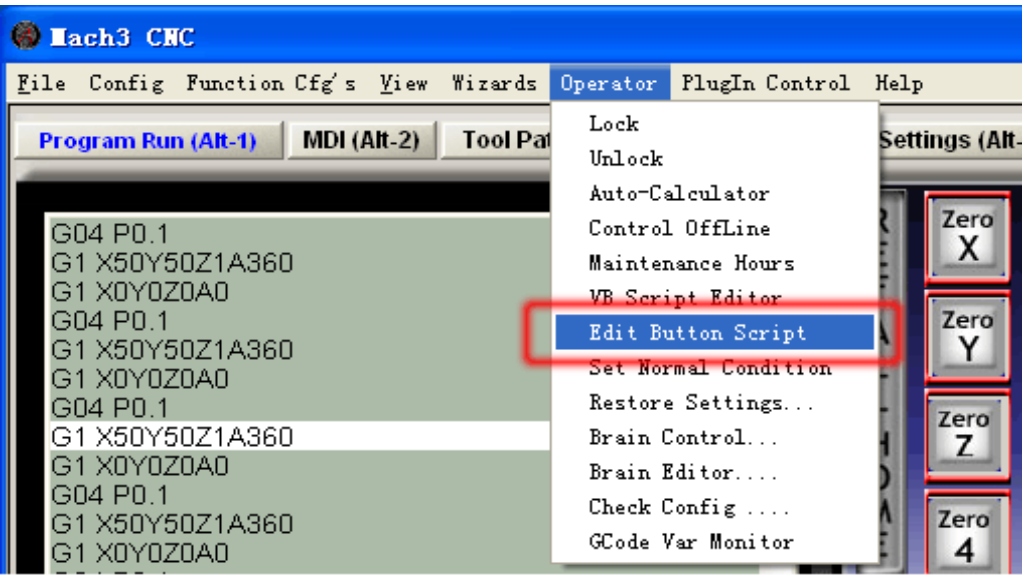 Mach3 CNC
File Config Function Cfg's View Wizards Operator PlugIn Control Help
Program Run (Alt-1) MDI (Alt-2) Tool Settings (Alt-
Lock
Unlock
Auto-Calculator
Control OffLine
Maintenance Hours
VB Script Editor
Edit Button Script
Set Normal Condition
Restore Settings...
Brain Control...
Brain Editor....
Check Config ....
GCode Var Monitor
G04 P0.1
G1 X50Y50Z1A360
G1 X0Y0Z0A0
G04 P0.1
G1 X50Y50Z1A360
G1 X0Y0Z0A0
G04 P0.1
G1 X50Y50Z1A360
G1 X0Y0Z0A0
G04 P0.1
G1 X50Y50Z1A360
G1 X0Y0Z0A0
Zero
X
Zero
Y
Zero
Z
Zero
4